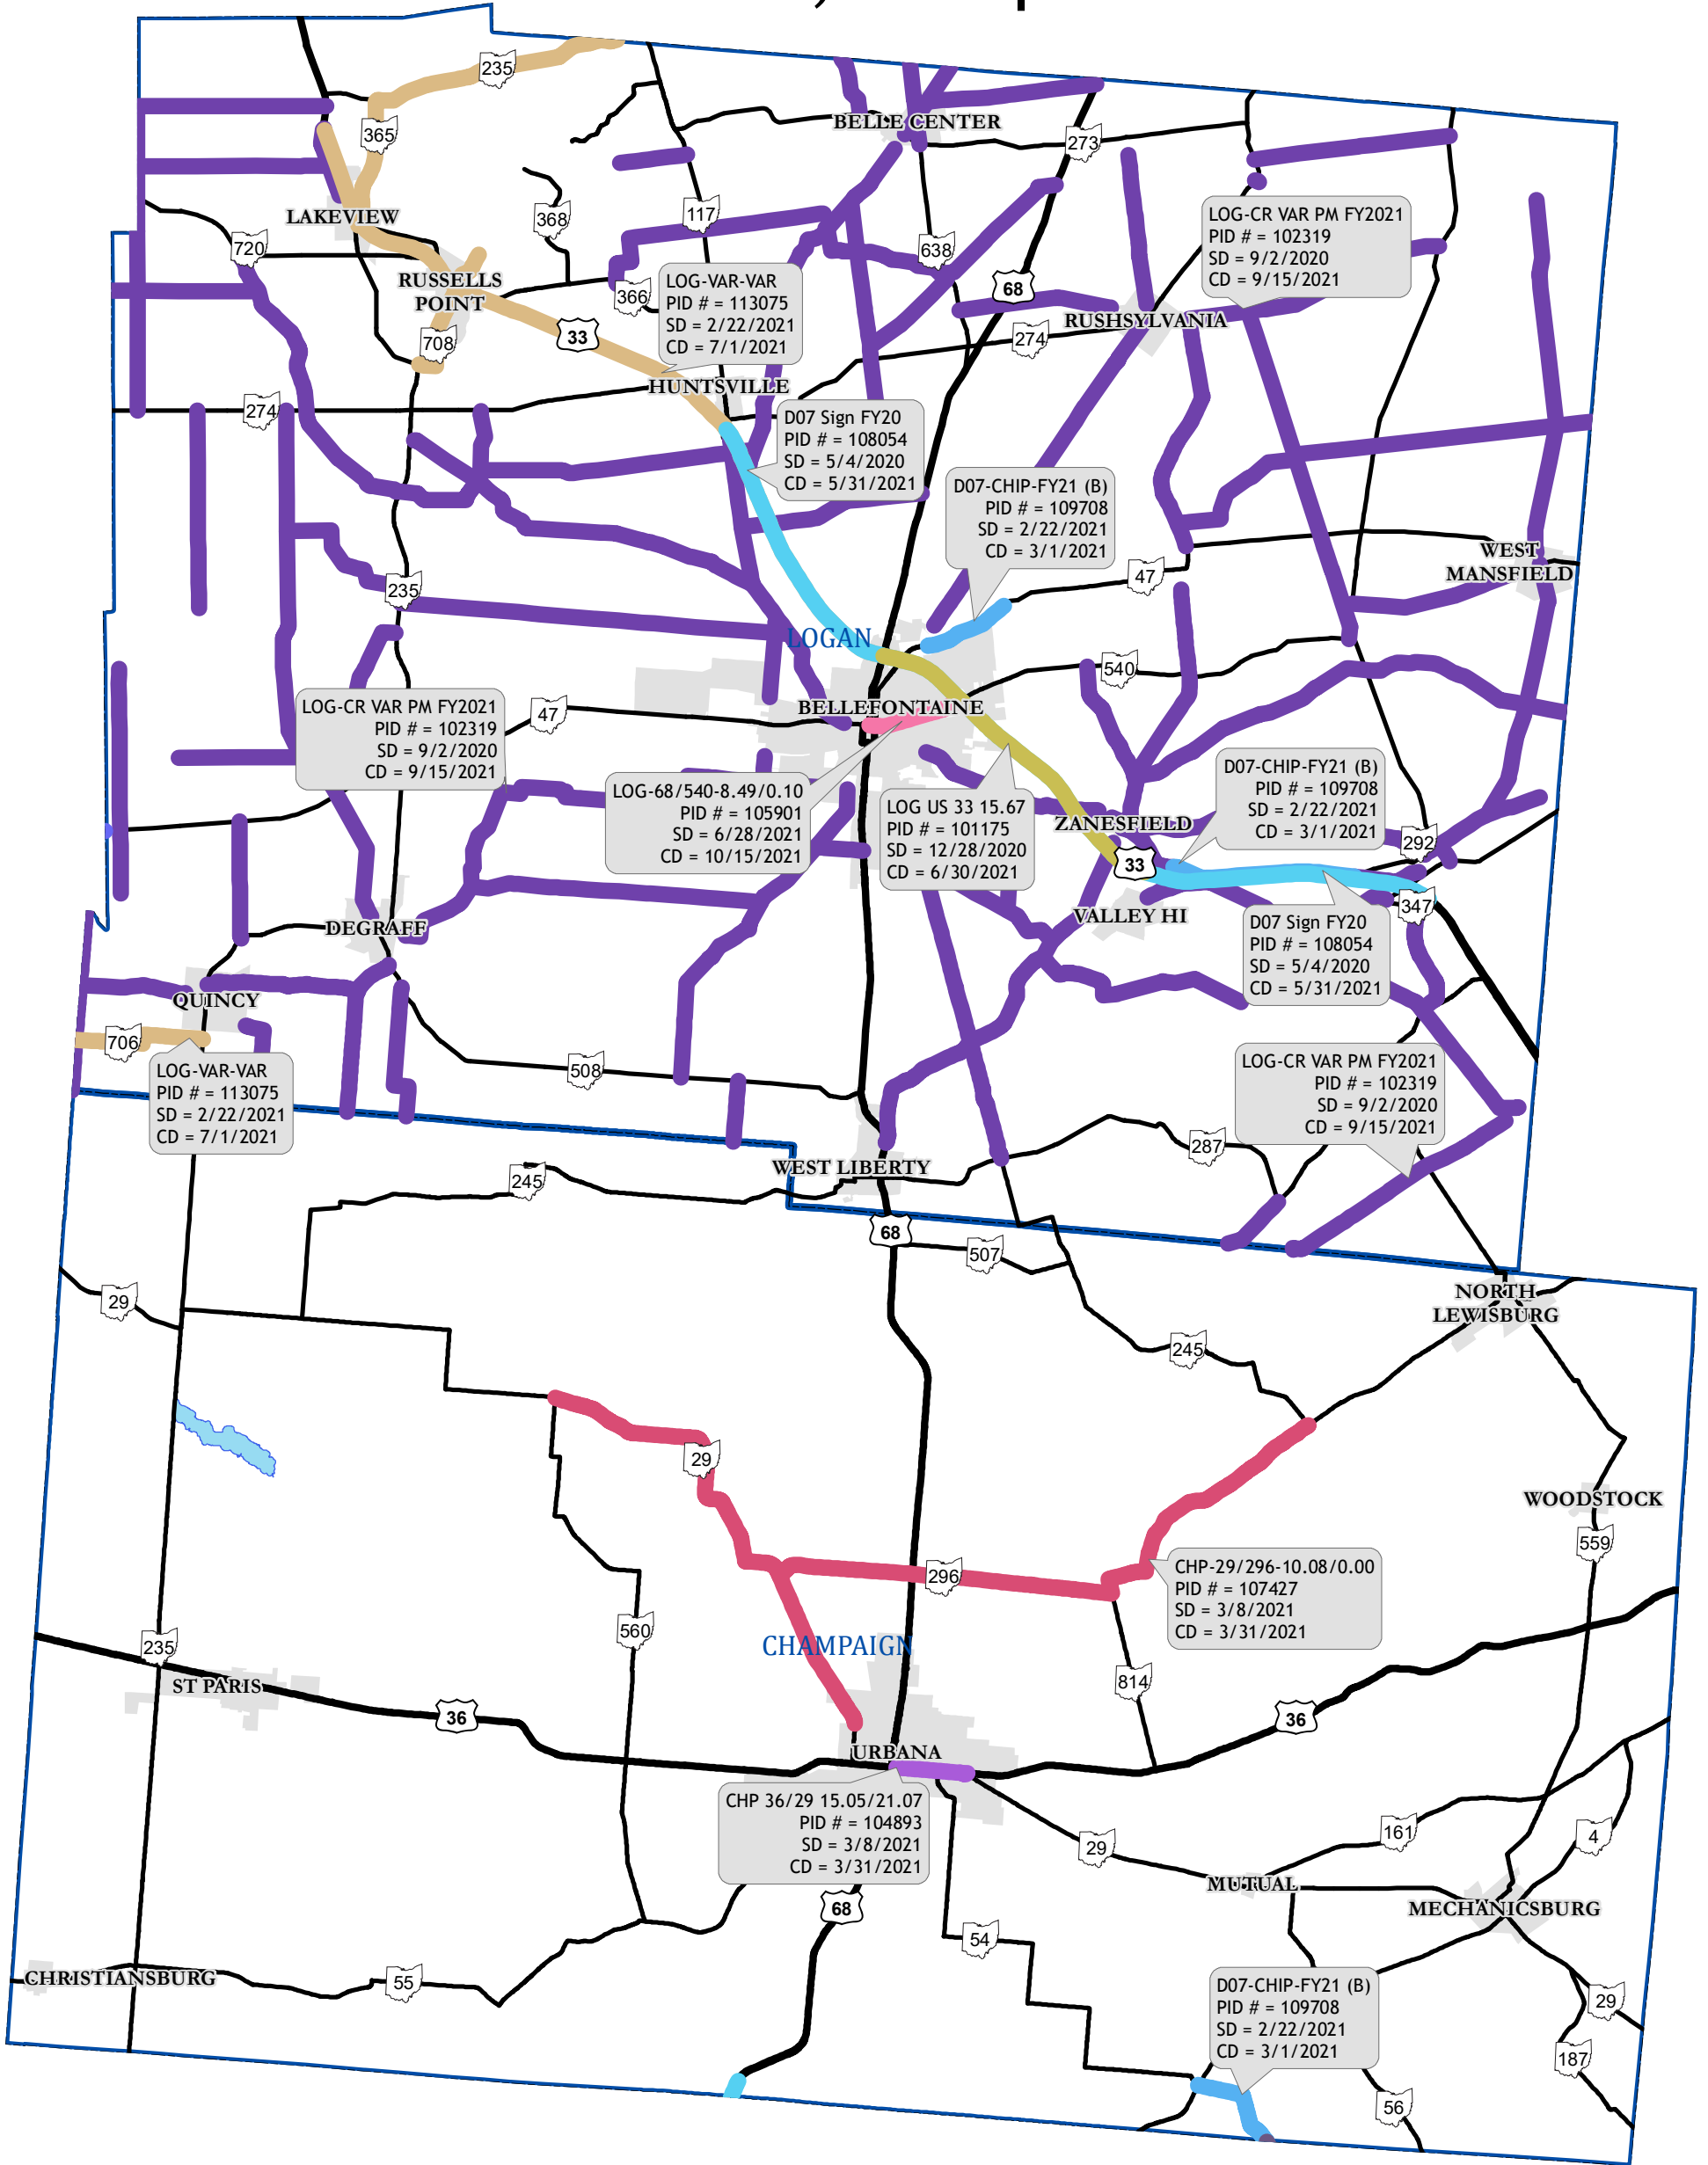 235
365
BELLE CENTER
273
LAKEVIEW
368
117
720
638
LOG-CR VAR PM FY2021
PID # = 102319
SD = 9/2/2020
CD = 9/15/2021
RUSSELLS
POINT
366
LOG-VAR-VAR
PID # = 113075
SD = 2/22/2021
CD = 7/1/2021
68
RUSHSYLVANIA
33
708
274
HUNTSVILLE
274
D07 Sign FY20
PID # = 108054
SD = 5/4/2020
CD = 5/31/2021
D07-CHIP-FY21 (B)
PID # = 109708
SD = 2/22/2021
CD = 3/1/2021
WEST
MANSFIELD
47
235
LOGAN
540
LOG-CR VAR PM FY2021
PID # = 102319
SD = 9/2/2020
CD = 9/15/2021
47
BELLEFONTAINE
LOG-68/540-8.49/0.10
PID # = 105901
SD = 6/28/2021
CD = 10/15/2021
LOG US 33 15.67
PID # = 101175
SD = 12/28/2020
CD = 6/30/2021
D07-CHIP-FY21 (B)
PID # = 109708
SD = 2/22/2021
CD = 3/1/2021
ZANESFIELD
292
33
347
VALLEY HI
D07 Sign FY20
PID # = 108054
SD = 5/4/2020
CD = 5/31/2021
DEGRAFF
QUINCY
706
LOG-VAR-VAR
PID # = 113075
SD = 2/22/2021
CD = 7/1/2021
508
LOG-CR VAR PM FY2021
PID # = 102319
SD = 9/2/2020
CD = 9/15/2021
287
WEST LIBERTY
245
68
507
29
NORTH
LEWISBURG
245
29
WOODSTOCK
559
296
CHP-29/296-10.08/0.00
PID # = 107427
SD = 3/8/2021
CD = 3/31/2021
560
235
CHAMPAIGN
814
ST PARIS
36
36
URBANA
CHP 36/29 15.05/21.07
PID # = 104893
SD = 3/8/2021
CD = 3/31/2021
161
4
29
MUTUAL
MECHANICSBURG
68
54
CHRISTIANSBURG
55
D07-CHIP-FY21 (B)
PID # = 109708
SD = 2/22/2021
CD = 3/1/2021
29
187
56